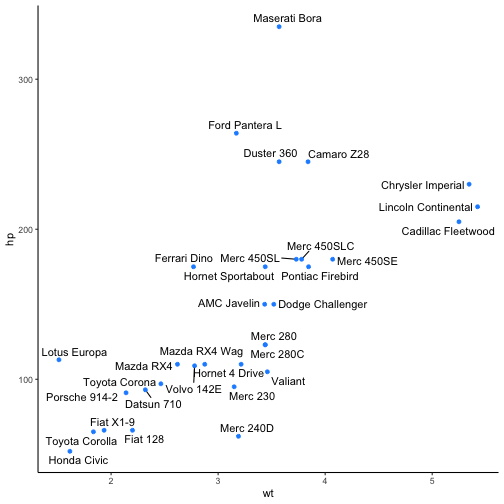 Maserati Bora
300
Ford Pantera L
Duster 360 Camaro Z28
Chrysler Imperial
Lincoln Continental
200
Cadillac Fleetwood
Merc 450SLC
Ferrari Dino Merc 450SL Merc 450SE
Hornet Sportabout Pontiac Firebird
hp
AMC Javelin Dodge Challenger
Merc 280
Lotus Europa Mazda RX4 Wag Merc 280C
Mazda RX4 Hornet 4 Drive
100
Toyota Corona Volvo 142E Valiant
Porsche 914-2 Datsun 710 Merc 230
Fiat X1-9 Merc 240D
Toyota Corolla Fiat 128
Honda Civic
2 3 4 5
wt